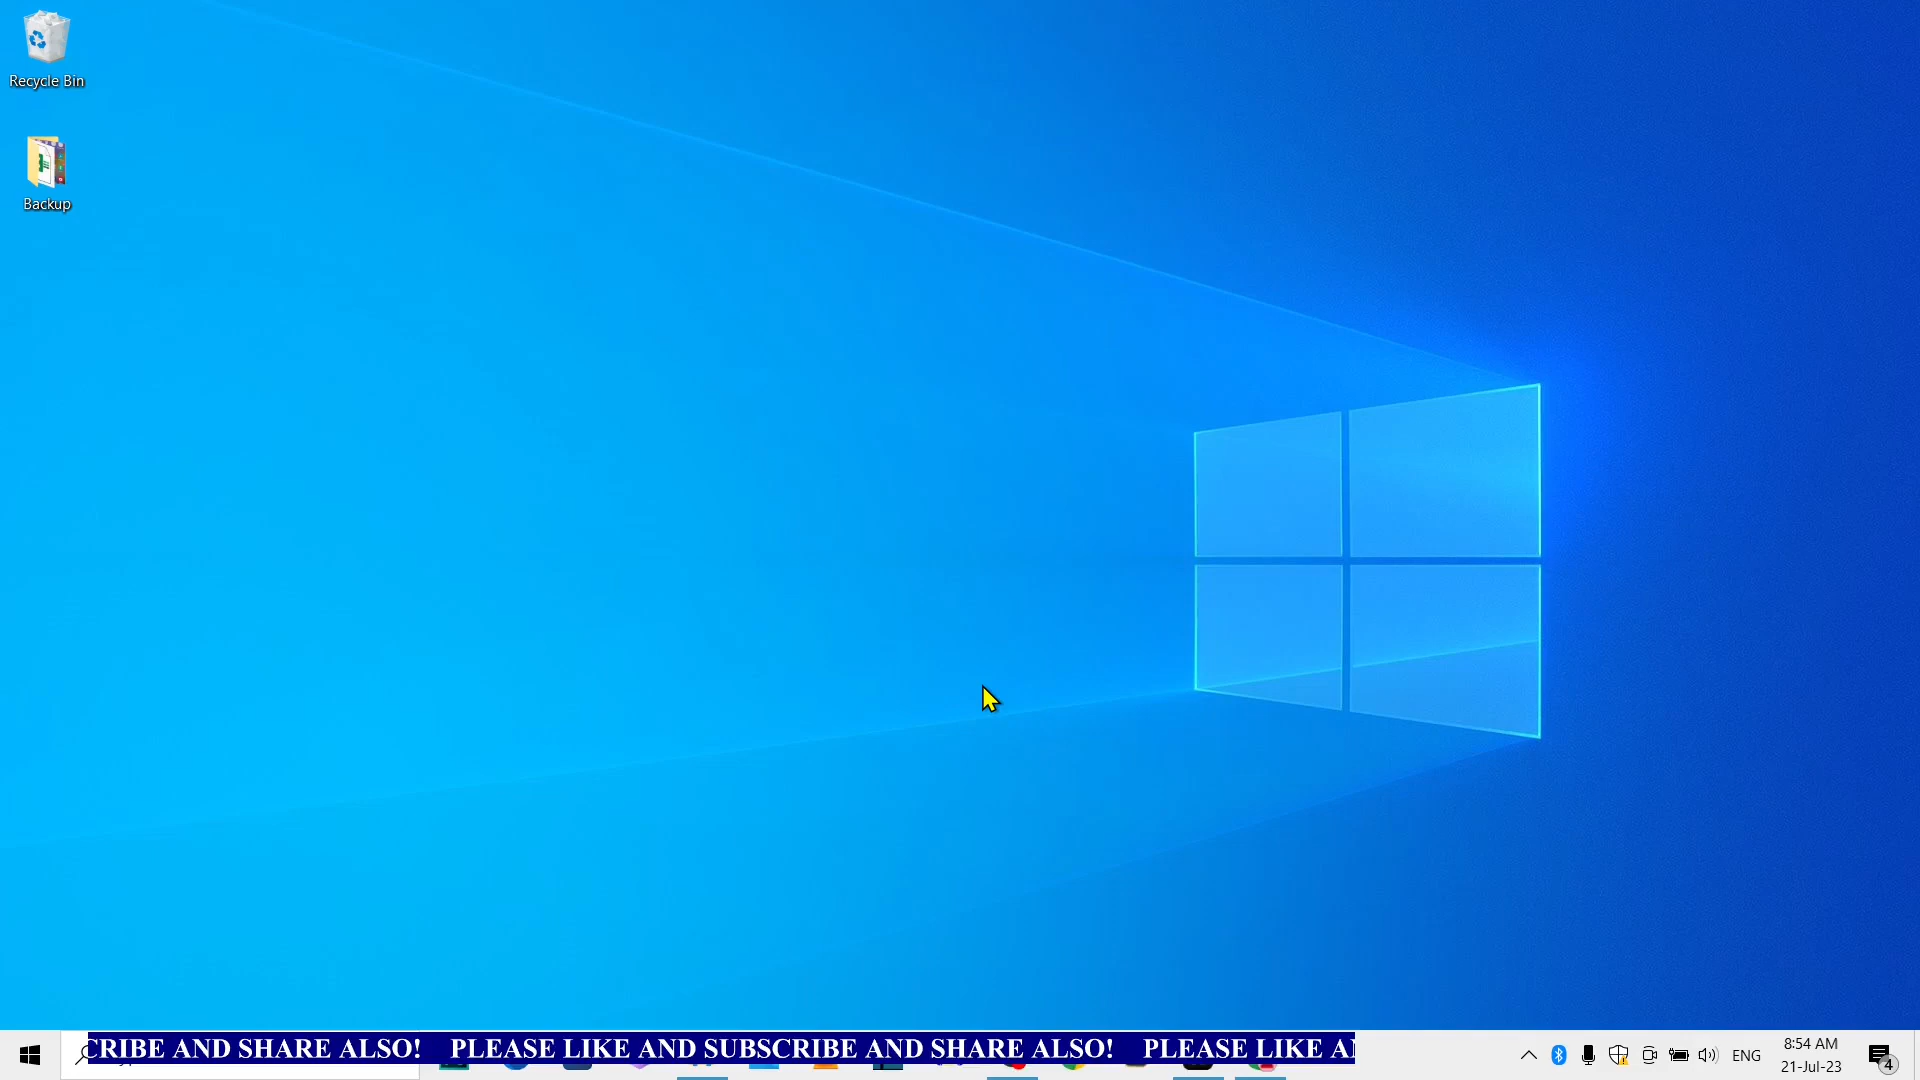 Recycle Bin
Backup
CRIBE AND SHARE ALSO! PLEASE LIKE AND SUBSCRIBE AND SHARE ALSO! PLEASE LIKE
ENG
8:54 AM
21-Jul-23
4